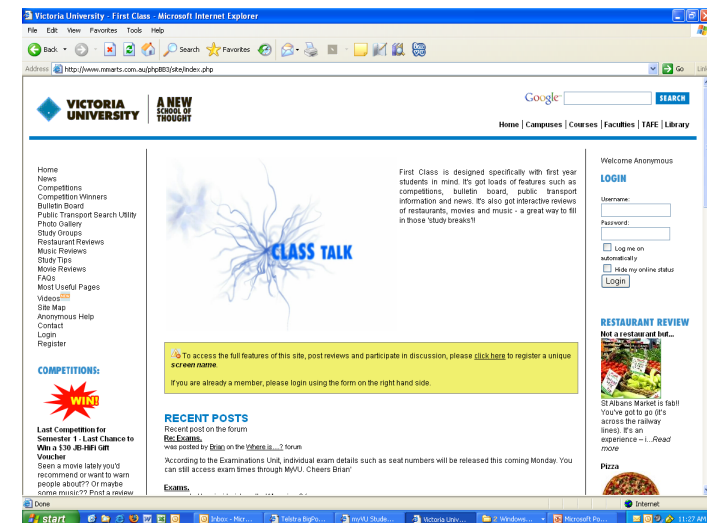 Victoria University - First Class - Microsoft Internet Explorer
File Edit View Favorites Tools Help
Back Search Favorites
Address http://www.mmarts.com.au/phpBB3/site/index.php Go Link
VICTORIA UNIVERSITY
A NEW SCHOOL OF THOUGHT
Google SEARCH
Home | Campuses | Courses | Faculties | TAFE | Library
Home
News
Competitions
Competition Winners
Bulletin Board
Public Transport Search Utility
Photo Gallery
Study Groups
Restaurant Reviews
Music Reviews
Study Tips
Movie Reviews
FAQs
Most Useful Pages
Videos
Site Map
Anonymous Help
Contact
Login
Register
COMPETITIONS:
WIN!
Last Competition for
Semester 1 - Last Chance to
Win a $30 JB-HiFi Gift
Voucher
Seen a movie lately you'd
recommend or want to warn
people about?? Or maybe
some music?? Post a review
CLASS TALK
First Class is designed specifically with first year
students in mind. It's got loads of features such as
competitions, bulletin board, public transport
information and news. It's also got interactive reviews
of restaurants, movies and music - a great way to fill
in those 'study breaks'!!
To access the full features of this site, post reviews and participate in discussion, please click here to register a unique
screen name.
If you are already a member, please login using the form on the right hand side.
RECENT POSTS
Recent post on the forum
Re: Exams.
was posted by Brian on the Where is....? forum
'According to the Examinations Unit, individual exam details such as seat numbers will be released this coming Monday. You
can still access exam times through MyVU. Cheers Brian'
Exams.
Welcome Anonymous
LOGIN
Username:
Password:
Log me on
automatically
Hide my online status
Login
RESTAURANT REVIEW
Not a restaurant but...
St Albans Market is fab!!
You've got to go (it's
across the railway
lines). It's an
experience – i...Read
more
Pizza
Done Internet
start Inbox - Micr... Telstra BigPo... myVU Stude... Victoria Univ... 2 Windows... Microsoft Po... 11:27 AM